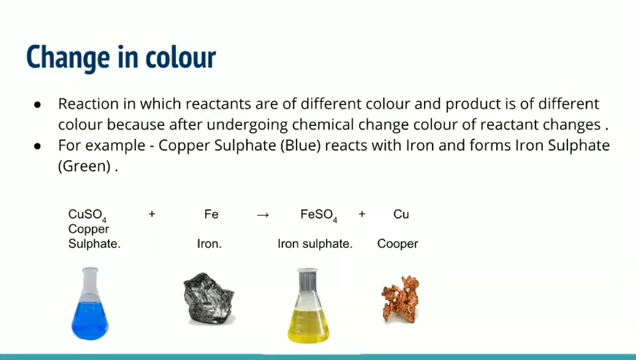 Change in colour
● Reaction in which reactants are of different colour and product is of different
colour because after undergoing chemical change colour of reactant changes .
● For example - Copper Sulphate (Blue) reacts with Iron and forms Iron Sulphate
(Green) .
CuSO₄ + Fe → FeSO₄ + Cu
Copper
Sulphate. Iron. Iron sulphate. Cooper